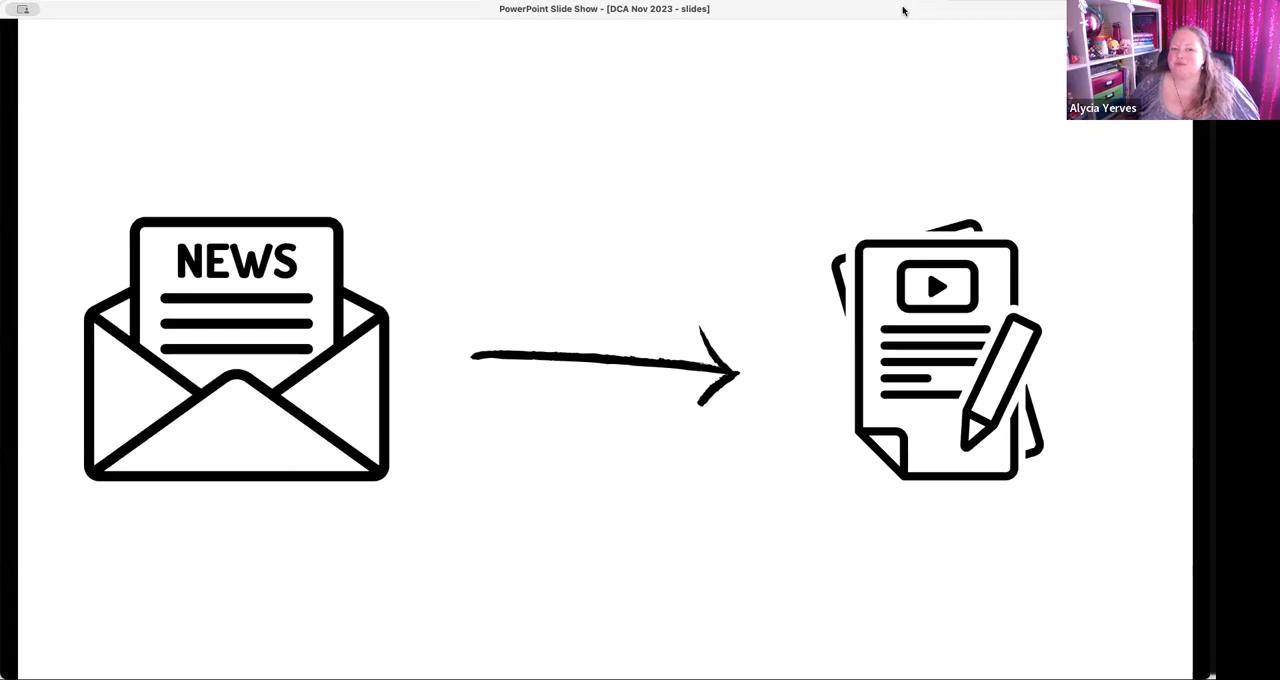 PowerPoint Slide Show - [DCA Nov 2023 - slides]
Alycia Yerves
NEWS